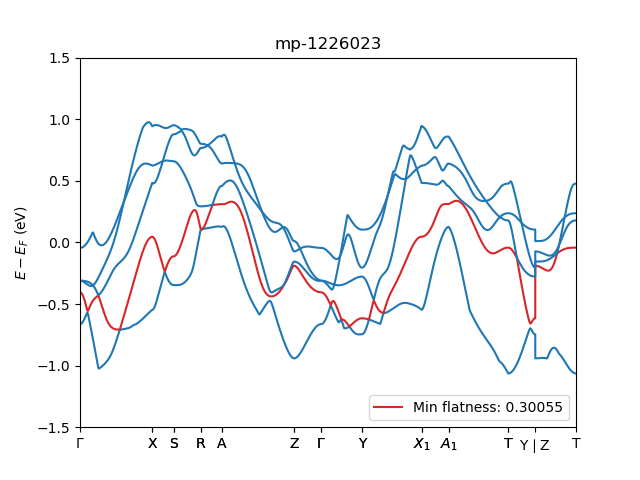 mp-1226023
E − E_F (eV)
1.5
1.0
0.5
0.0
−0.5
−1.0
−1.5
Min flatness: 0.30055
Γ X S R A Z Γ Y X₁ A₁ T Y | Z T